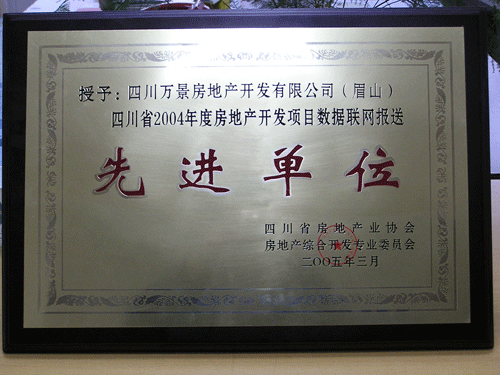 授予：四川万景房地产开发有限公司（眉山）
四川省2004年度房地产开发项目数据联网报送
先进单位
四川省房地产业协会
房地产综合开发专业委员会
二〇〇五年三月